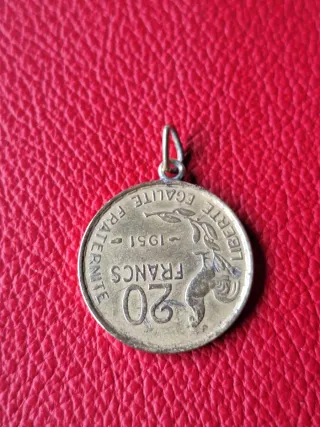 20
FRANCS
1951
LIBERTE EGALITE FRATERNITE